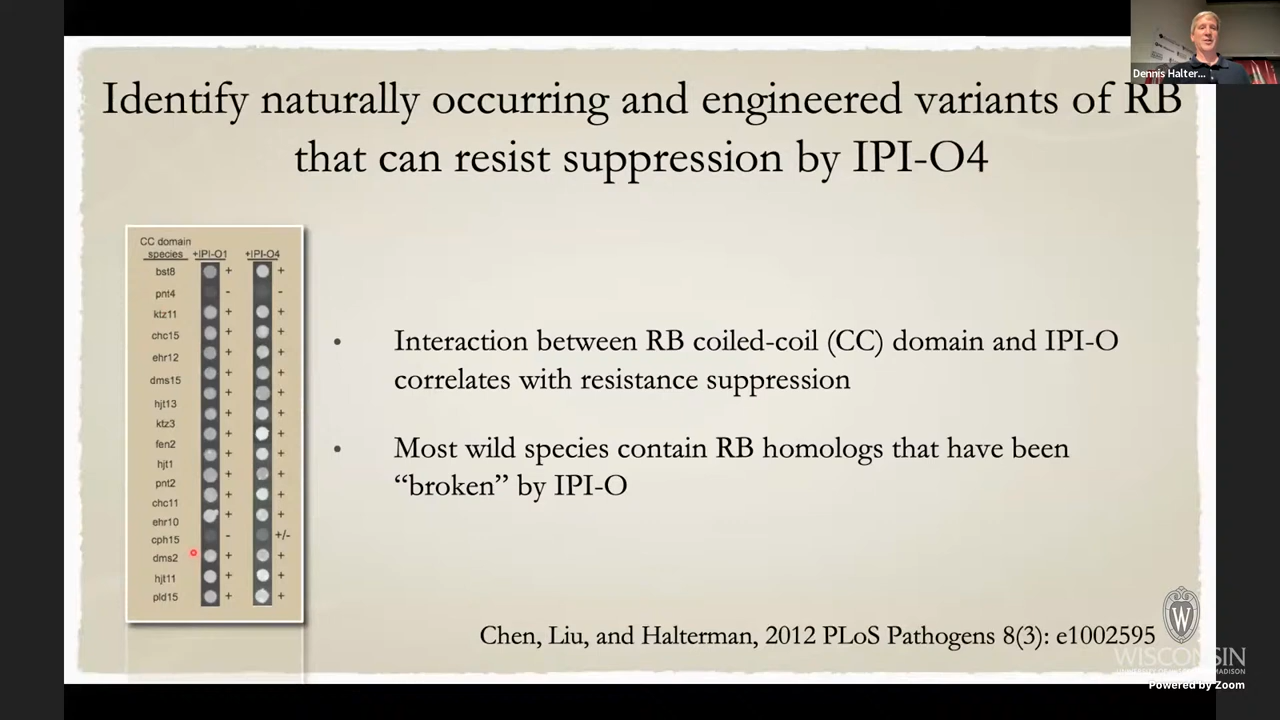 Dennis Halter...
Identify naturally occurring and engineered variants of RB
that can resist suppression by IPI-O4
CC domain
species +IPI-O1 +IPI-O4
bst8 + +
pnt4 - -
ktz11 + +
chc15 + +
ehr12 + +
dms15 + +
+ +
hjt13 + +
ktz3 + +
fen2 + +
hjt1 + +
pnt2 + +
chc11 + +
ehr10 - +/-
cph15
dms2 + +
hjt11 + +
pld15 + +
• Interaction between RB coiled-coil (CC) domain and IPI-O
correlates with resistance suppression
• Most wild species contain RB homologs that have been
“broken” by IPI-O
Chen, Liu, and Halterman, 2012 PLoS Pathogens 8(3): e1002595
W
WISCONSIN
Powered by Zoom